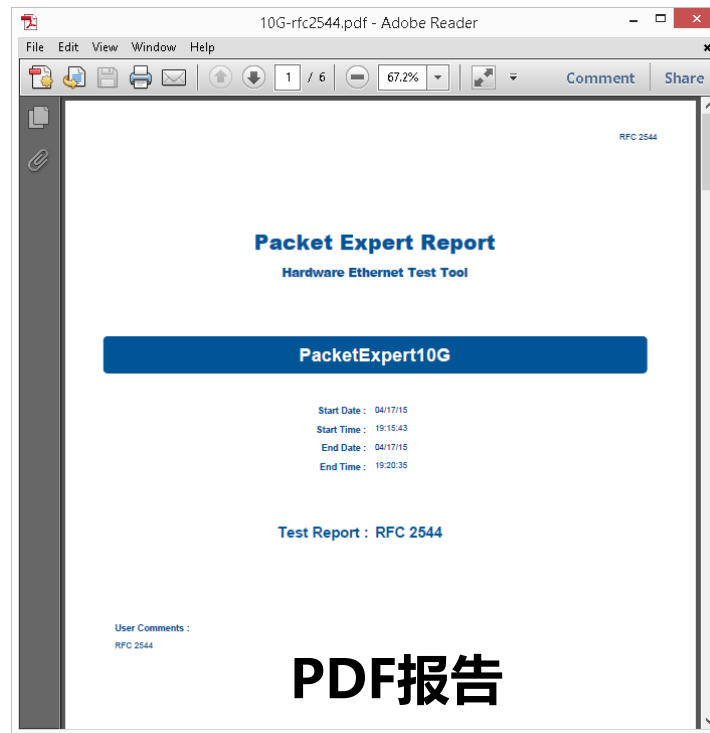 10G-rfc2544.pdf - Adobe Reader
File Edit View Window Help
1 / 6 67.2% Comment Share
RFC 2544
Packet Expert Report
Hardware Ethernet Test Tool
PacketExpert10G
Start Date : 04/17/15
Start Time : 19:15:43
End Date : 04/17/15
End Time : 19:20:35
Test Report : RFC 2544
User Comments :
RFC 2544
PDF报告